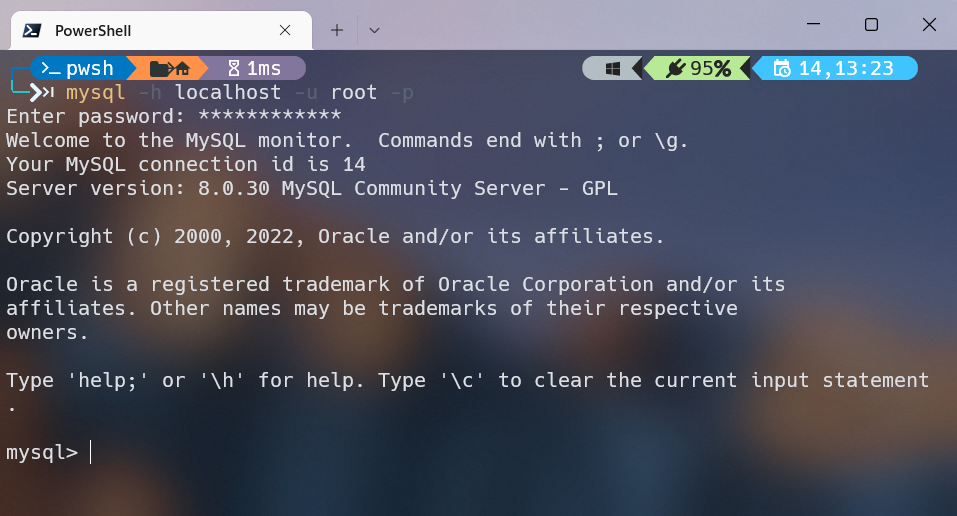 PowerShell
pwsh 1ms 95% 14,13:23
mysql -h localhost -u root -p
Enter password: ************
Welcome to the MySQL monitor.  Commands end with ; or \g.
Your MySQL connection id is 14
Server version: 8.0.30 MySQL Community Server - GPL
Copyright (c) 2000, 2022, Oracle and/or its affiliates.
Oracle is a registered trademark of Oracle Corporation and/or its
affiliates. Other names may be trademarks of their respective
owners.
Type 'help;' or '\h' for help. Type '\c' to clear the current input statement
.
mysql>